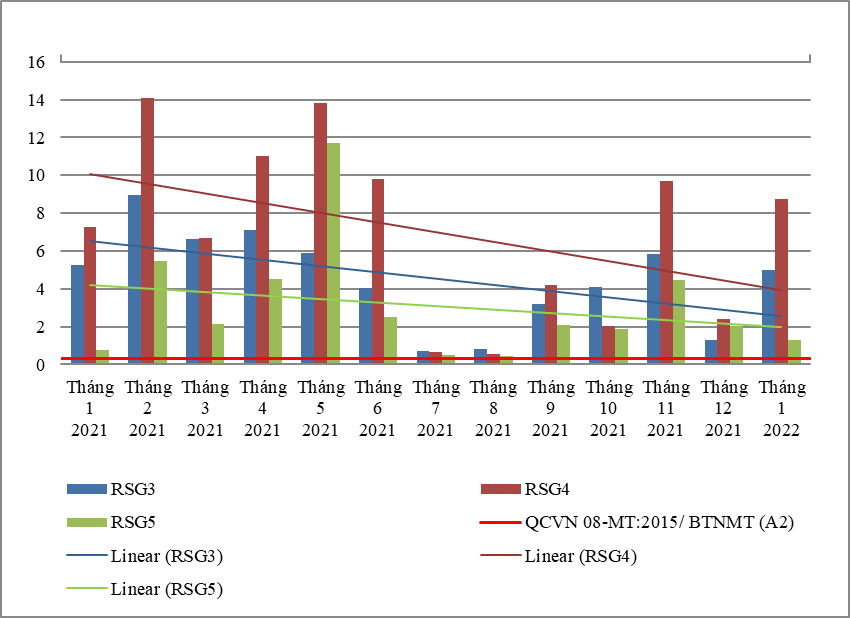 16
14
12
10
8
6
4
2
0
Tháng 1 2021
Tháng 2 2021
Tháng 3 2021
Tháng 4 2021
Tháng 5 2021
Tháng 6 2021
Tháng 7 2021
Tháng 8 2021
Tháng 9 2021
Tháng 10 2021
Tháng 11 2021
Tháng 12 2021
Tháng 1 2022
RSG3
RSG4
RSG5
QCVN 08-MT:2015/ BTNMT (A2)
Linear (RSG3)
Linear (RSG4)
Linear (RSG5)